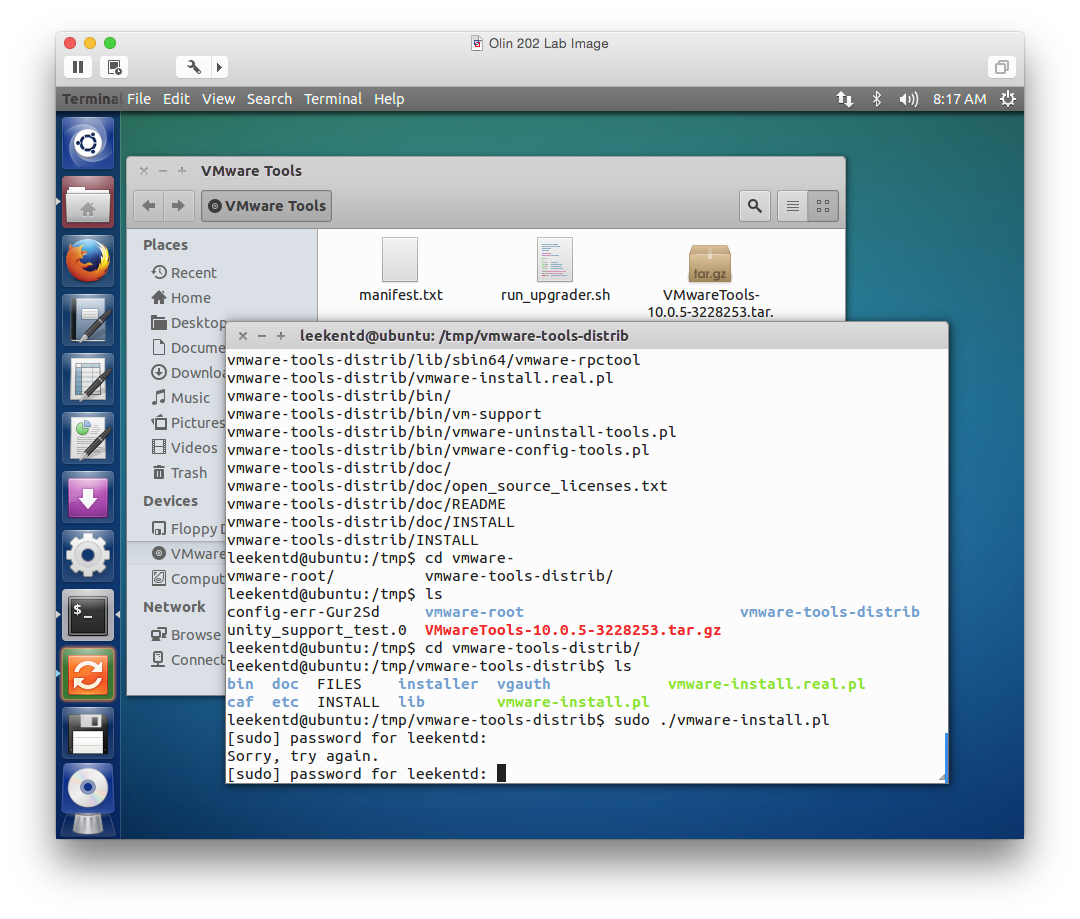 Olin 202 Lab Image
Terminal File Edit View Search Terminal Help 8:17 AM
VMware Tools
VMware Tools
Places
Recent
Home
Desktop
Docume
Downloa
Music
Pictures
Videos
Trash
Devices
Floppy D
VMware
Comput
Network
Browse
Connect
manifest.txt
run_upgrader.sh
tar.gz
VMwareTools-
10.0.5-3228253.tar.
leekentd@ubuntu: /tmp/vmware-tools-distrib
vmware-tools-distrib/lib/sbin64/vmware-rpctool
vmware-tools-distrib/vmware-install.real.pl
vmware-tools-distrib/bin/
vmware-tools-distrib/bin/vm-support
vmware-tools-distrib/bin/vmware-uninstall-tools.pl
vmware-tools-distrib/bin/vmware-config-tools.pl
vmware-tools-distrib/doc/
vmware-tools-distrib/doc/open_source_licenses.txt
vmware-tools-distrib/doc/README
vmware-tools-distrib/doc/INSTALL
vmware-tools-distrib/INSTALL
leekentd@ubuntu:/tmp$ cd vmware-
vmware-root/ vmware-tools-distrib/
leekentd@ubuntu:/tmp$ ls
config-err-Gur2Sd vmware-root vmware-tools-distrib
unity_support_test.0 VMwareTools-10.0.5-3228253.tar.gz
leekentd@ubuntu:/tmp$ cd vmware-tools-distrib/
leekentd@ubuntu:/tmp/vmware-tools-distrib$ ls
bin doc FILES installer vgauth vmware-install.real.pl
caf etc INSTALL lib vmware-install.pl
leekentd@ubuntu:/tmp/vmware-tools-distrib$ sudo ./vmware-install.pl
[sudo] password for leekentd:
Sorry, try again.
[sudo] password for leekentd: